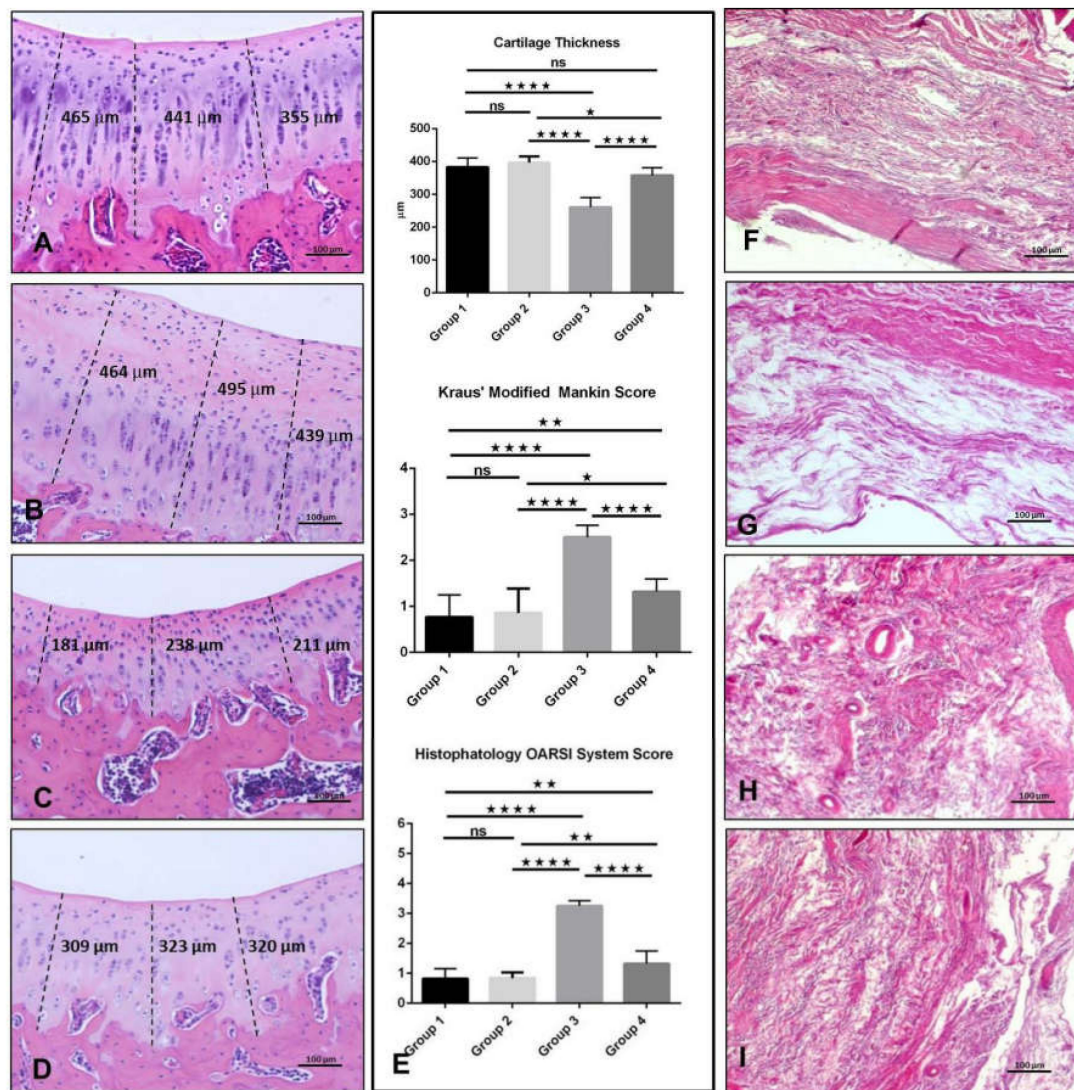 465 µm 441 µm 355 µm
A
100 µm
464 µm
495 µm
439 µm
B
100 µm
181 µm 238 µm 211 µm
C
309 µm 323 µm 320 µm
D
100 µm
Cartilage Thickness
ns
★★★★
ns ★
★★★★ ★★★★
500
400
300
200
100
0
µm
Group 1 Group 2 Group 3 Group 4
Kraus' Modified Mankin Score
★★
★★★★
ns ★
★★★★ ★★★★
4
3
2
1
0
Group 1 Group 2 Group 3 Group 4
Histophatology OARSI System Score
★★
★★★★
ns ★★
★★★★ ★★★★
6
5
4
3
2
1
0
Group 1 Group 2 Group 3 Group 4
E
F
100 µm
G
100 µm
H
100 µm
I
100 µm